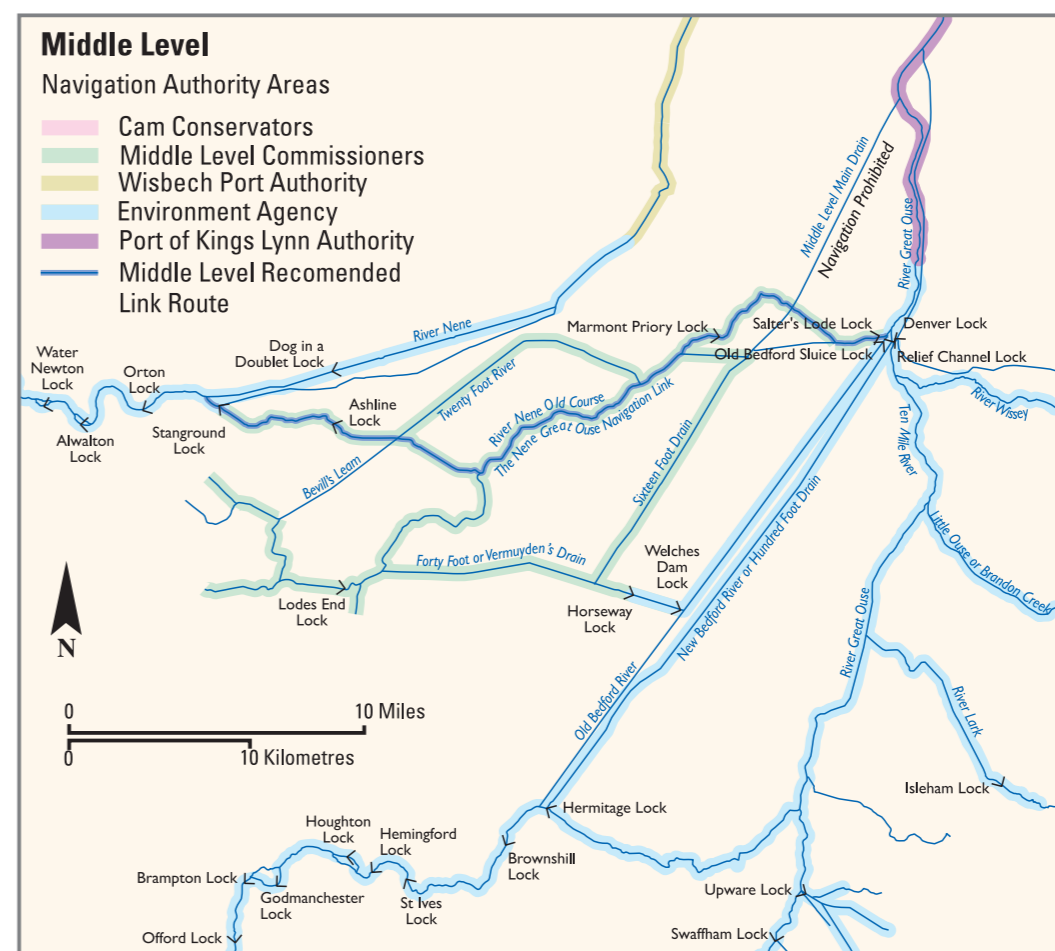 Middle Level
Navigation Authority Areas
Cam Conservators
Middle Level Commissioners
Wisbech Port Authority
Environment Agency
Port of Kings Lynn Authority
Middle Level Recomended
Link Route
Middle Level Main Drain
Navigation Prohibited
River Great Ouse
River Nene
Marmont Priory Lock
Salter's Lode Lock
Denver Lock
Old Bedford Sluice Lock
Relief Channel Lock
Dog in a
Doublet Lock
Water
Newton
Lock
Orton
Lock
Alwalton
Lock
Stanground
Lock
Ashline
Lock
Twenty Foot River
River Nene Old Course
The Nene Great Ouse Navigation Link
River Wissey
Ten Mile River
Bevill's Leam
Sixteen Foot Drain
Forty Foot or Vermuyden's Drain
Welches
Dam
Lock
New Bedford River or Hundred Foot Drain
Little Ouse or Brandon Creek
Lodes End
Lock
Horseway
Lock
N
River Great Ouse
Old Bedford River
River Lark
0
10 Miles
0
10 Kilometres
Isleham Lock
Hermitage Lock
Houghton
Lock
Hemingford
Lock
Brownshill
Lock
Brampton Lock
Godmanchester
Lock
St Ives
Lock
Upware Lock
Offord Lock
Swaffham Lock